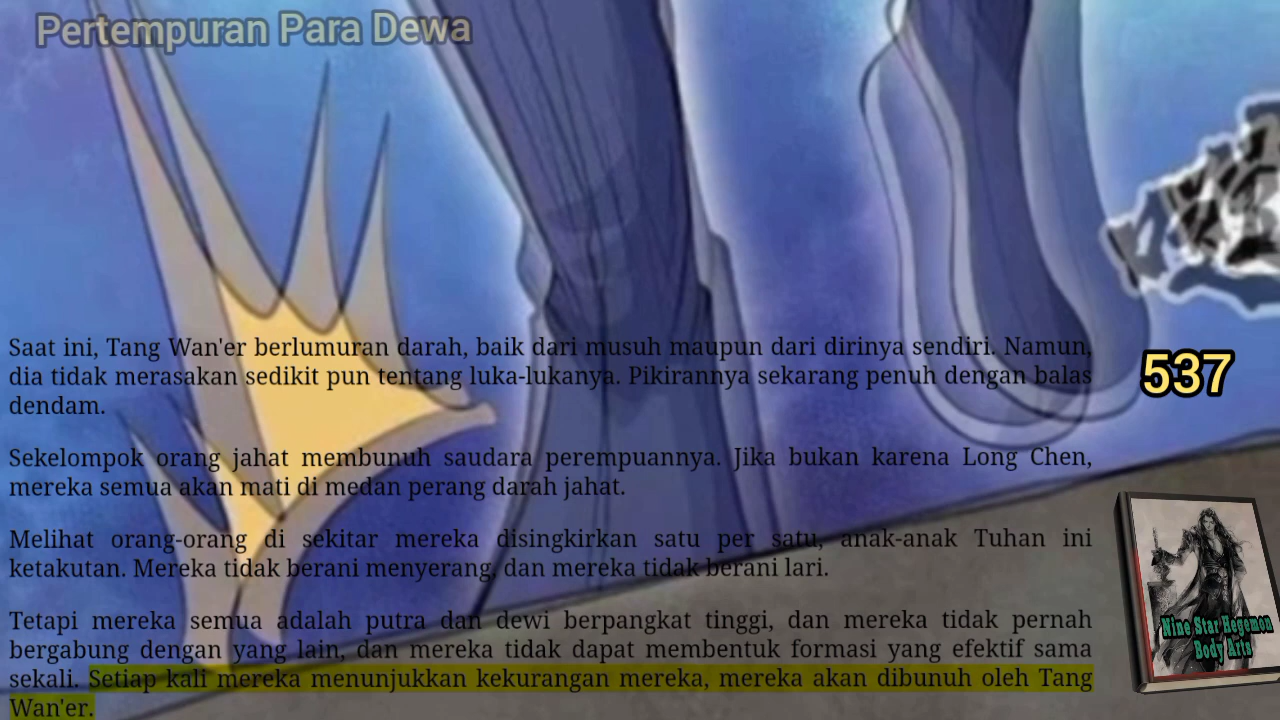 Pertempuran Para Dewa
Saat ini, Tang Wan'er berlumuran darah, baik dari musuh maupun dari dirinya sendiri. Namun,
dia tidak merasakan sedikit pun tentang luka-lukanya. Pikirannya sekarang penuh dengan balas
dendam.
Sekelompok orang jahat membunuh saudara perempuannya. Jika bukan karena Long Chen,
mereka semua akan mati di medan perang darah jahat.
Melihat orang-orang di sekitar mereka disingkirkan satu per satu, anak-anak Tuhan ini
ketakutan. Mereka tidak berani menyerang, dan mereka tidak berani lari.
Tetapi mereka semua adalah putra dan dewi berpangkat tinggi, dan mereka tidak pernah
bergabung dengan yang lain, dan mereka tidak dapat membentuk formasi yang efektif sama
sekali. Setiap kali mereka menunjukkan kekurangan mereka, mereka akan dibunuh oleh Tang
Wan'er.
537
Nine Star Hegemon
Body Arts